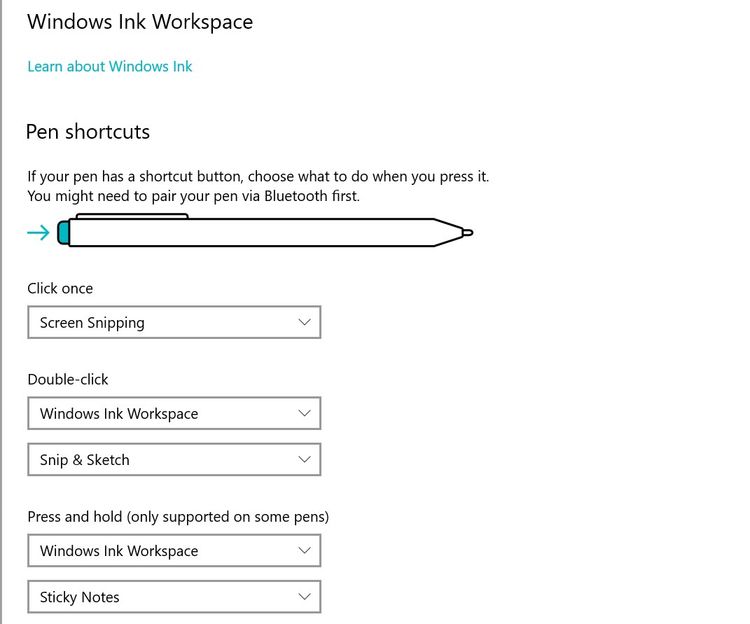 Windows Ink Workspace
Learn about Windows Ink
Pen shortcuts
If your pen has a shortcut button, choose what to do when you press it.
You might need to pair your pen via Bluetooth first.
Click once
Screen Snipping
Double-click
Windows Ink Workspace
Snip & Sketch
Press and hold (only supported on some pens)
Windows Ink Workspace
Sticky Notes